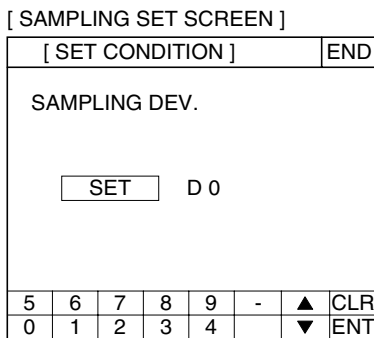 [ SAMPLING SET SCREEN ]
[ SET CONDITION ] END
SAMPLING DEV.
SET D 0
5 6 7 8 9 - ▲ CLR
0 1 2 3 4 ▼ ENT